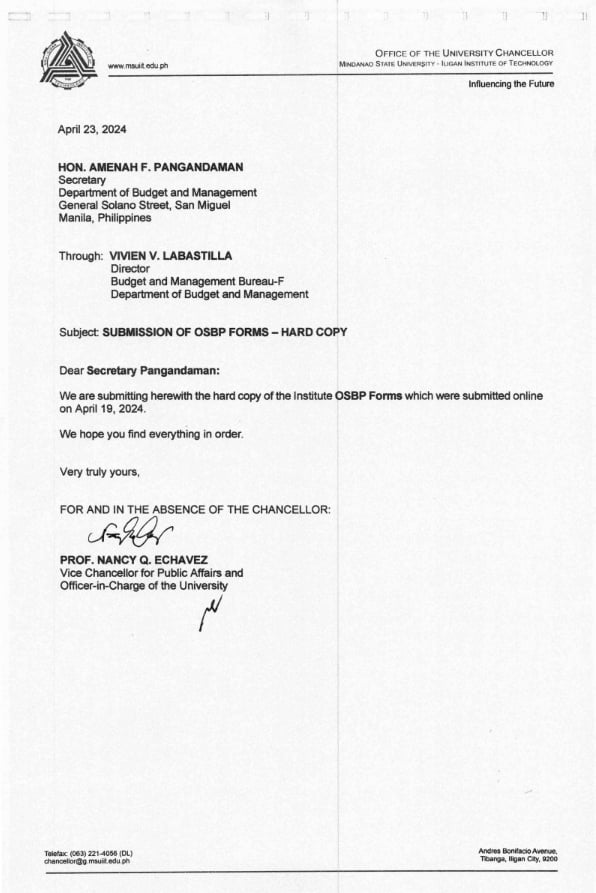 www.msuiit.edu.ph
OFFICE OF THE UNIVERSITY CHANCELLOR
MINDANAO STATE UNIVERSITY - ILIGAN INSTITUTE OF TECHNOLOGY
Influencing the Future
April 23, 2024
HON. AMENAH F. PANGANDAMAN
Secretary
Department of Budget and Management
General Solano Street, San Miguel
Manila, Philippines
Through: VIVIEN V. LABASTILLA
Director
Budget and Management Bureau-F
Department of Budget and Management
Subject: SUBMISSION OF OSBP FORMS – HARD COPY
Dear Secretary Pangandaman:
We are submitting herewith the hard copy of the Institute OSBP Forms which were submitted online
on April 19, 2024.
We hope you find everything in order.
Very truly yours,
FOR AND IN THE ABSENCE OF THE CHANCELLOR:
PROF. NANCY Q. ECHAVEZ
Vice Chancellor for Public Affairs and
Officer-in-Charge of the University
Telefax: (063) 221-4056 (DL)
chancellor@g.msuiit.edu.ph
Andres Bonifacio Avenue,
Tibanga, Iligan City, 9200